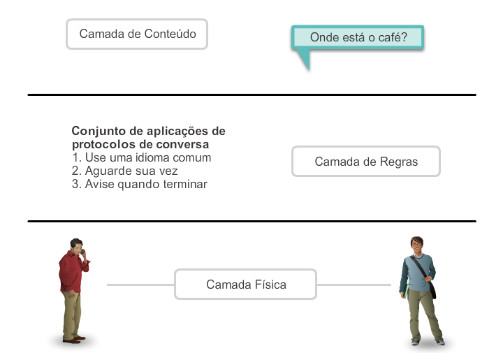 Camada de Conteúdo
Onde está o café?
Conjunto de aplicações de
protocolos de conversa
1. Use uma idioma comum
2. Aguarde sua vez
3. Avise quando terminar
Camada de Regras
Camada Física